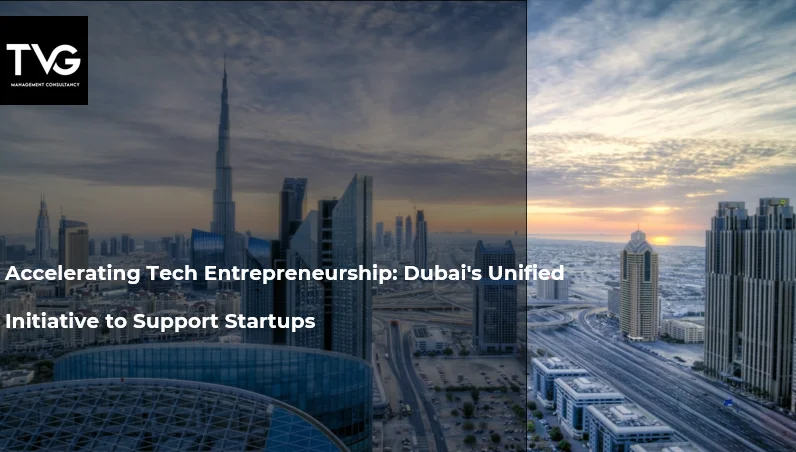 TVG
MANAGEMENT CONSULTANCY
Accelerating Tech Entrepreneurship: Dubai's Unified
Initiative to Support Startups